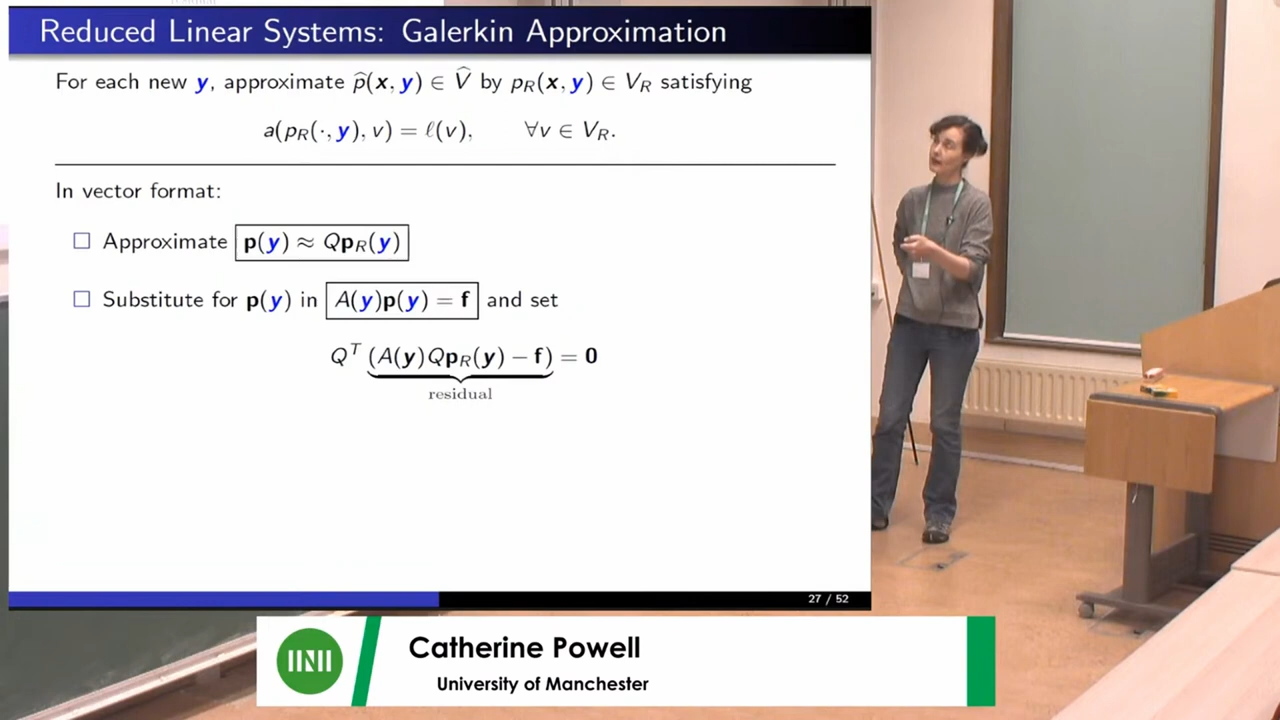 Reduced Linear Systems: Galerkin Approximation
For each new y, approximate p̂(x, y) ∈ V̂ by p_R(x, y) ∈ V_R satisfying
a(p_R(·, y), v) = ℓ(v), ∀v ∈ V_R.
In vector format:
□ Approximate p(y) ≈ Qp_R(y)
□ Substitute for p(y) in A(y)p(y) = f and set
Q^T (A(y)Qp_R(y) − f) = 0
residual
27 / 52
Catherine Powell
University of Manchester